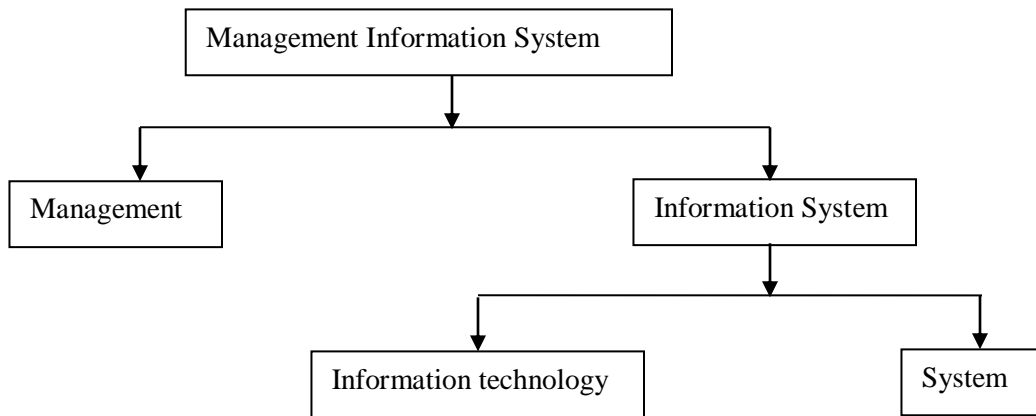 Management Information System
Management
Information System
Information technology
System